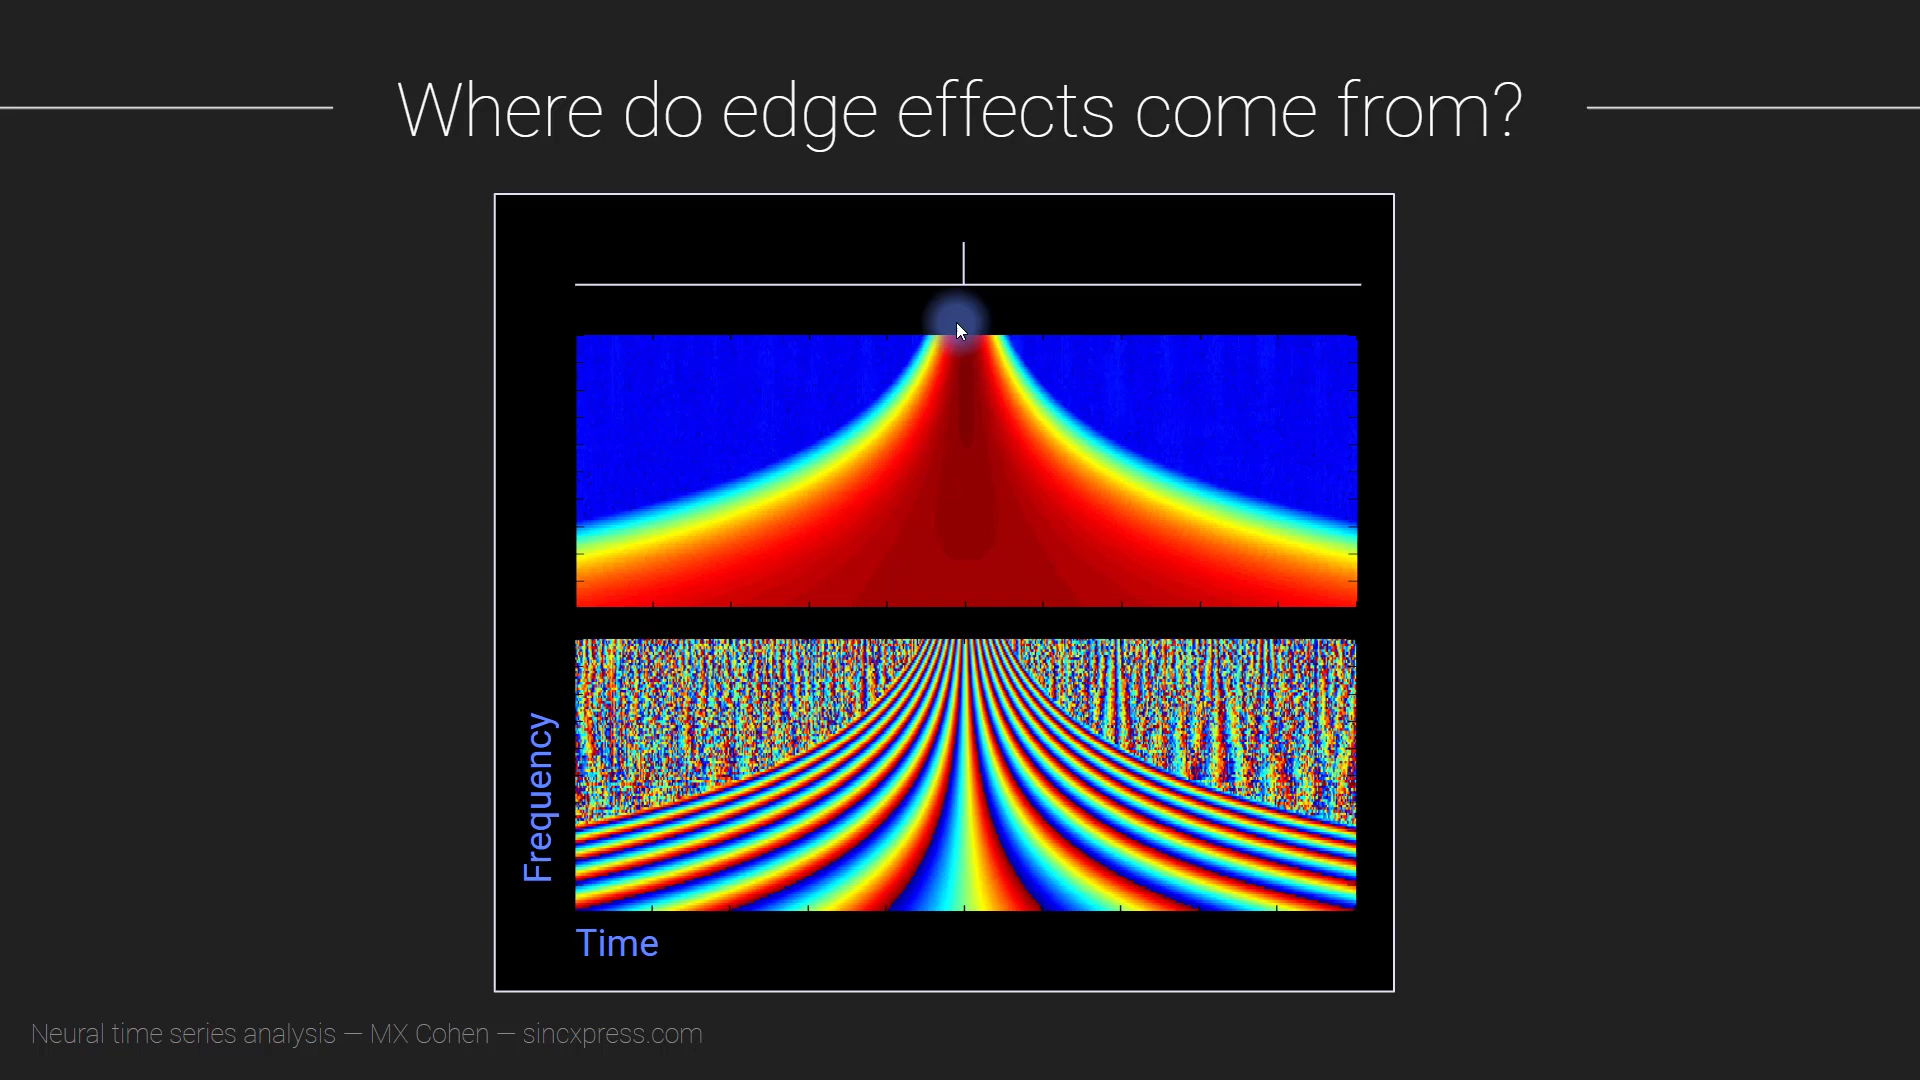 Where do edge effects come from?
Frequency
Time
Neural time series analysis — MX Cohen — sincxpress.com